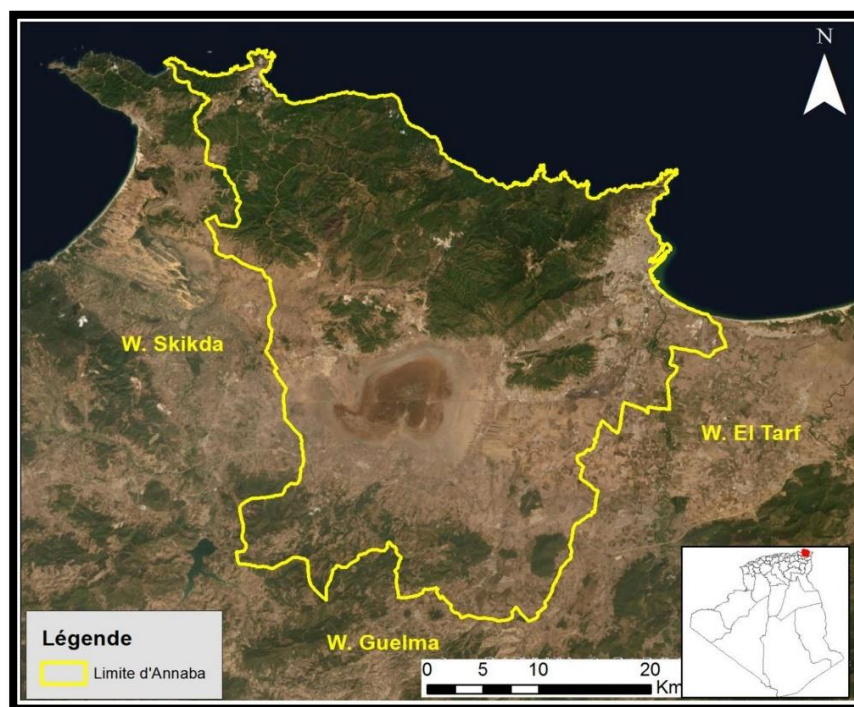 N
W. Skikda
W. El Tarf
W. Guelma
Légende
Limite d'Annaba
0 5 10 20
Km